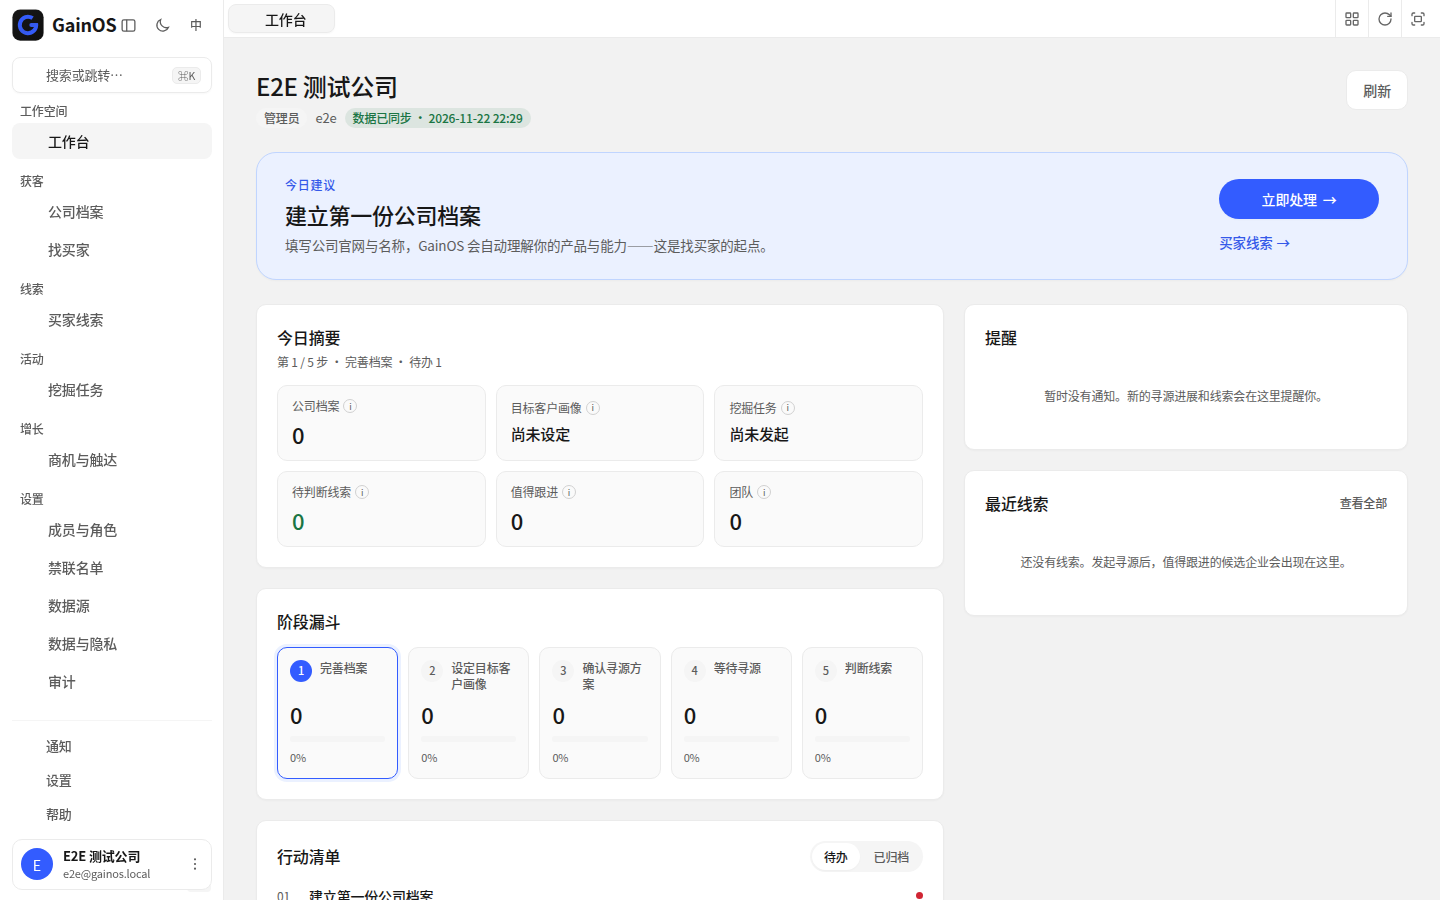 GainOS
中
搜索或跳转…
⌘K
工作空间
工作台
获客
公司档案
找买家
线索
买家线索
活动
挖掘任务
增长
商机与触达
设置
成员与角色
禁联名单
数据源
数据与隐私
审计
通知
设置
帮助
E
E2E 测试公司
e2e@gainos.local
工作台
E2E 测试公司
管理员
e2e
数据已同步 · 2026-11-22 22:29
刷新
今日建议
建立第一份公司档案
填写公司官网与名称，GainOS 会自动理解你的产品与能力——这是找买家的起点。
立即处理 →
买家线索 →
今日摘要
第 1 / 5 步 · 完善档案 · 待办 1
公司档案 i
0
目标客户画像 i
尚未设定
挖掘任务 i
尚未发起
待判断线索 i
0
值得跟进 i
0
团队 i
0
提醒
暂时没有通知。新的寻源进展和线索会在这里提醒你。
最近线索
查看全部
还没有线索。发起寻源后，值得跟进的候选企业会出现在这里。
阶段漏斗
1 完善档案
0
0%
2 设定目标客
户画像
0
0%
3 确认寻源方
案
0
0%
4 等待寻源
0
0%
5 判断线索
0
0%
行动清单
待办
已归档
01 建立第一份公司档案